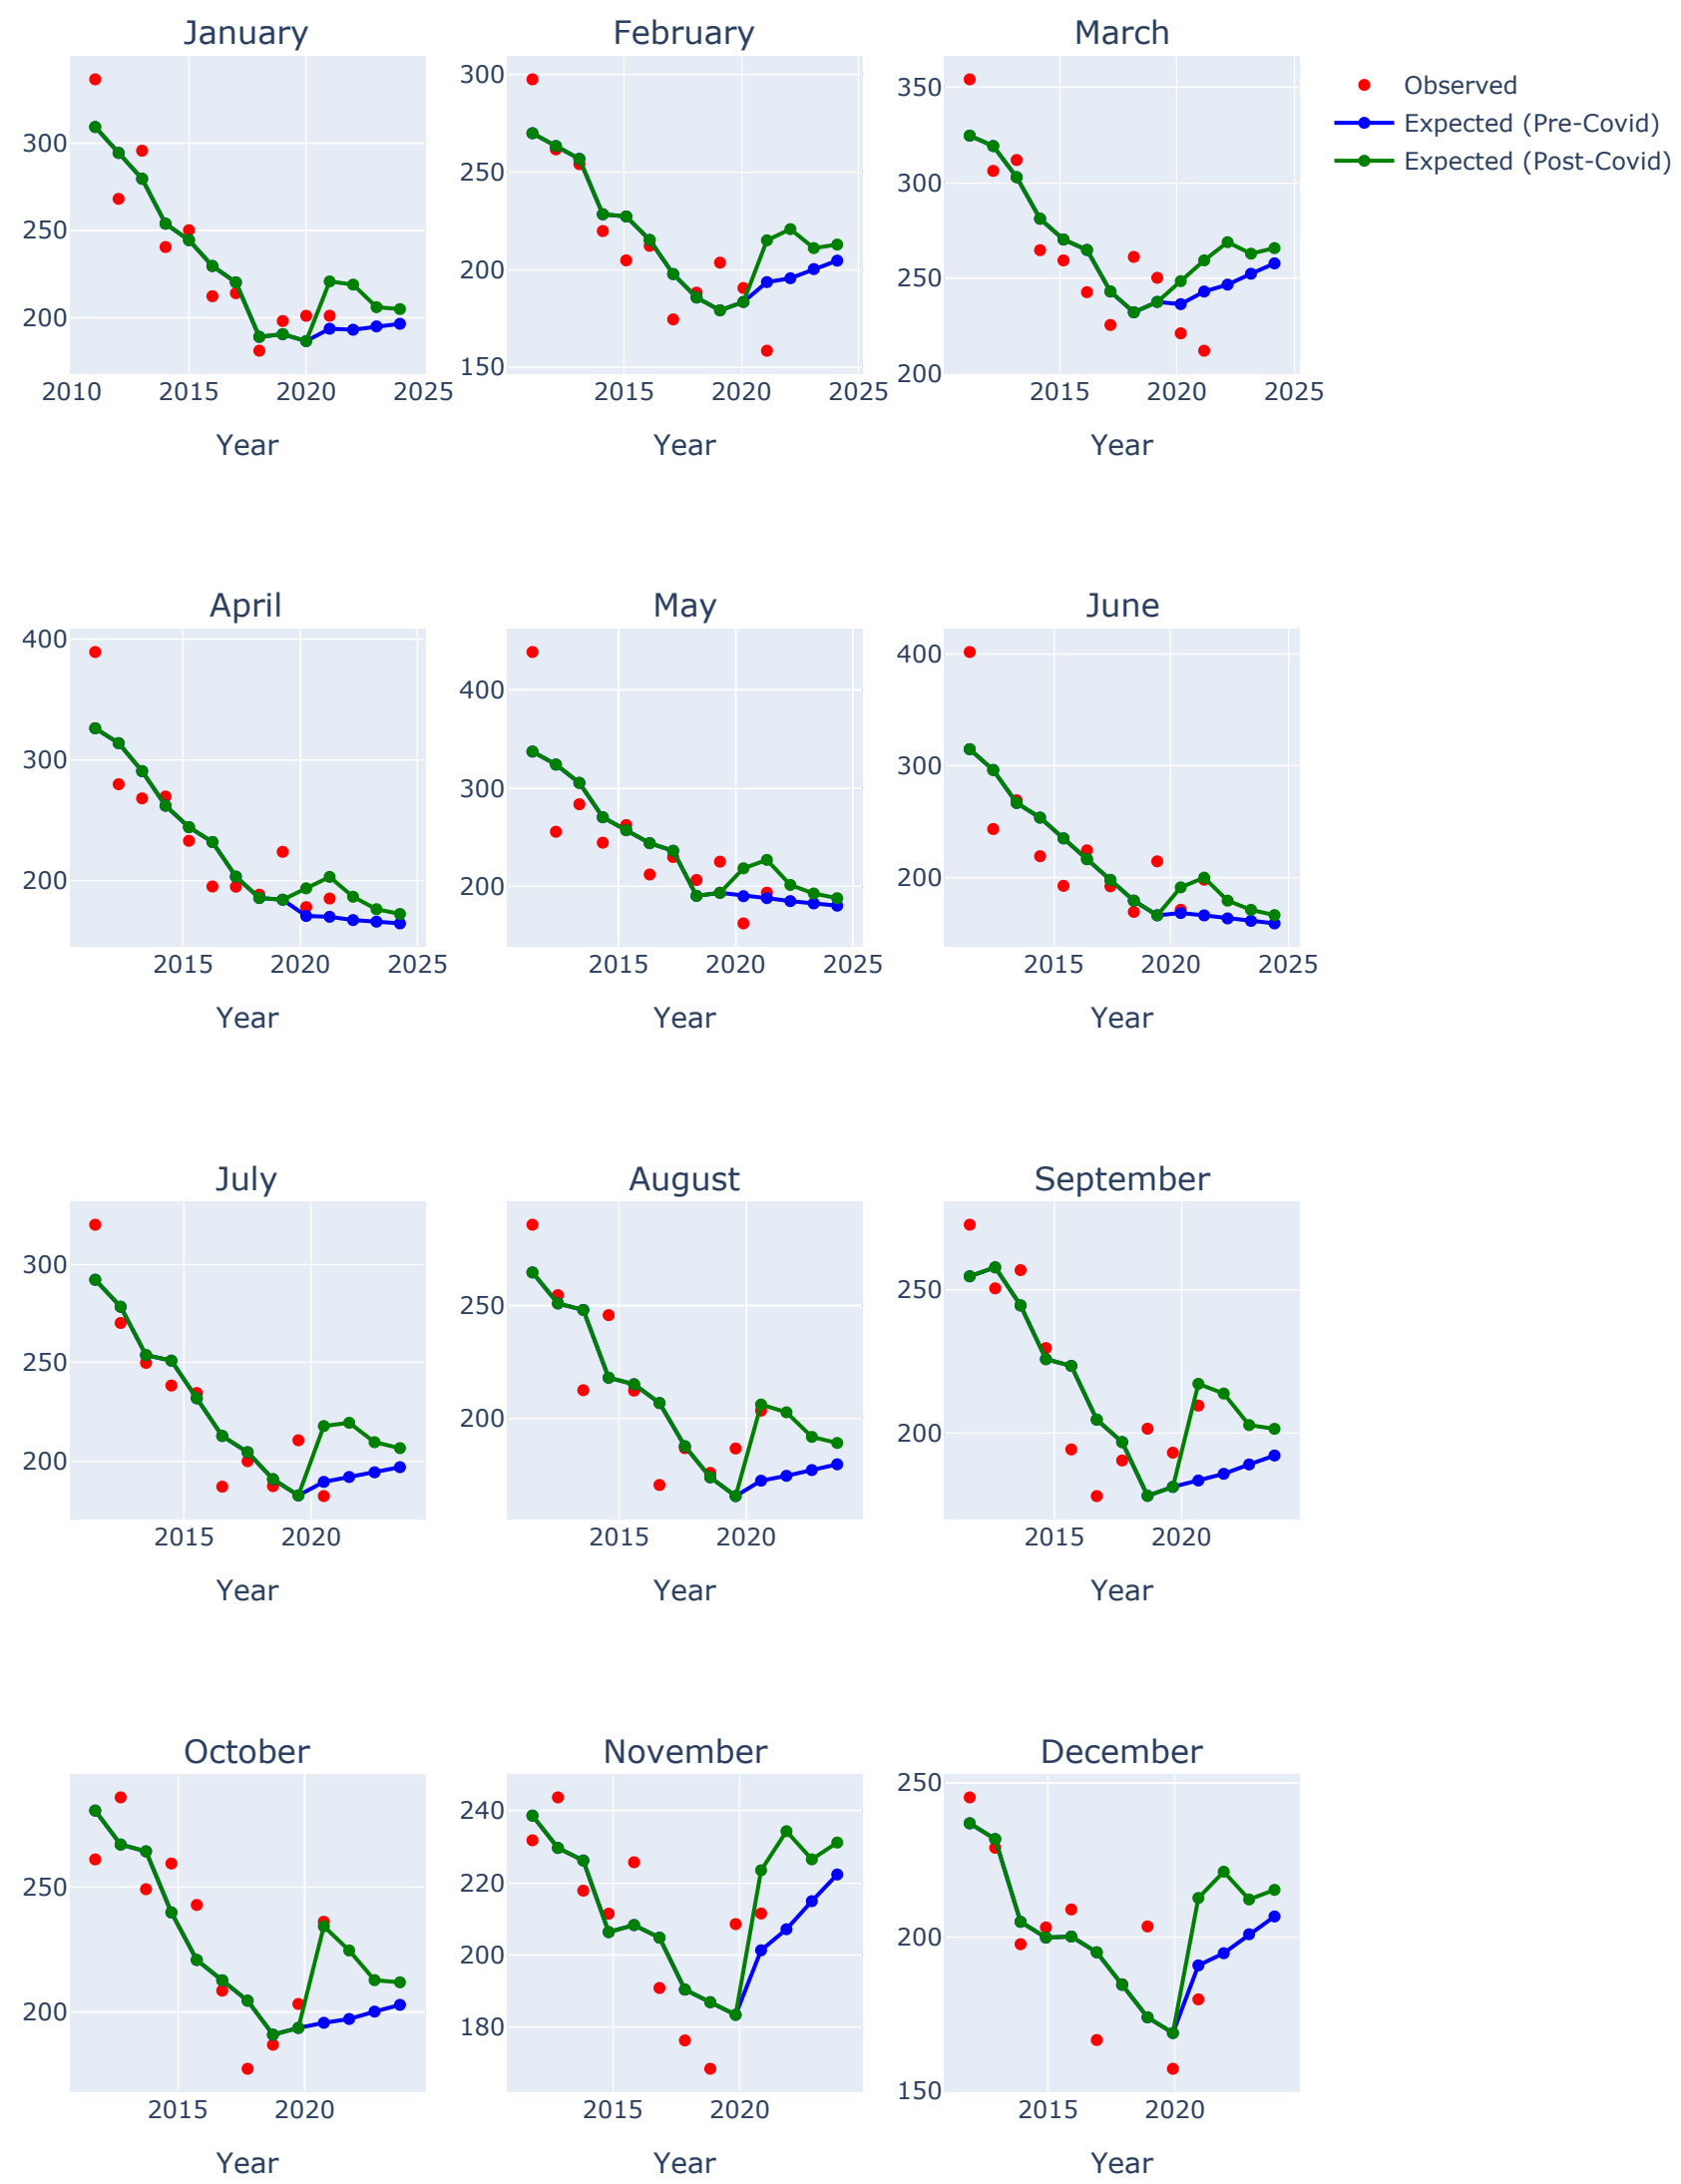 January
February
March
Observed
Expected (Pre-Covid)
Expected (Post-Covid)
300
250
200
2010
2015
2020
2025
Year
300
250
200
150
2015
2020
2025
Year
350
300
250
200
2015
2020
2025
Year
April
May
June
400
300
200
2015
2020
2025
Year
400
300
200
2015
2020
2025
Year
400
300
200
2015
2020
2025
Year
July
August
September
300
250
200
2015
2020
Year
250
200
2015
2020
Year
250
200
2015
2020
Year
October
November
December
250
200
2015
2020
Year
240
220
200
180
2015
2020
Year
250
200
150
2015
2020
Year